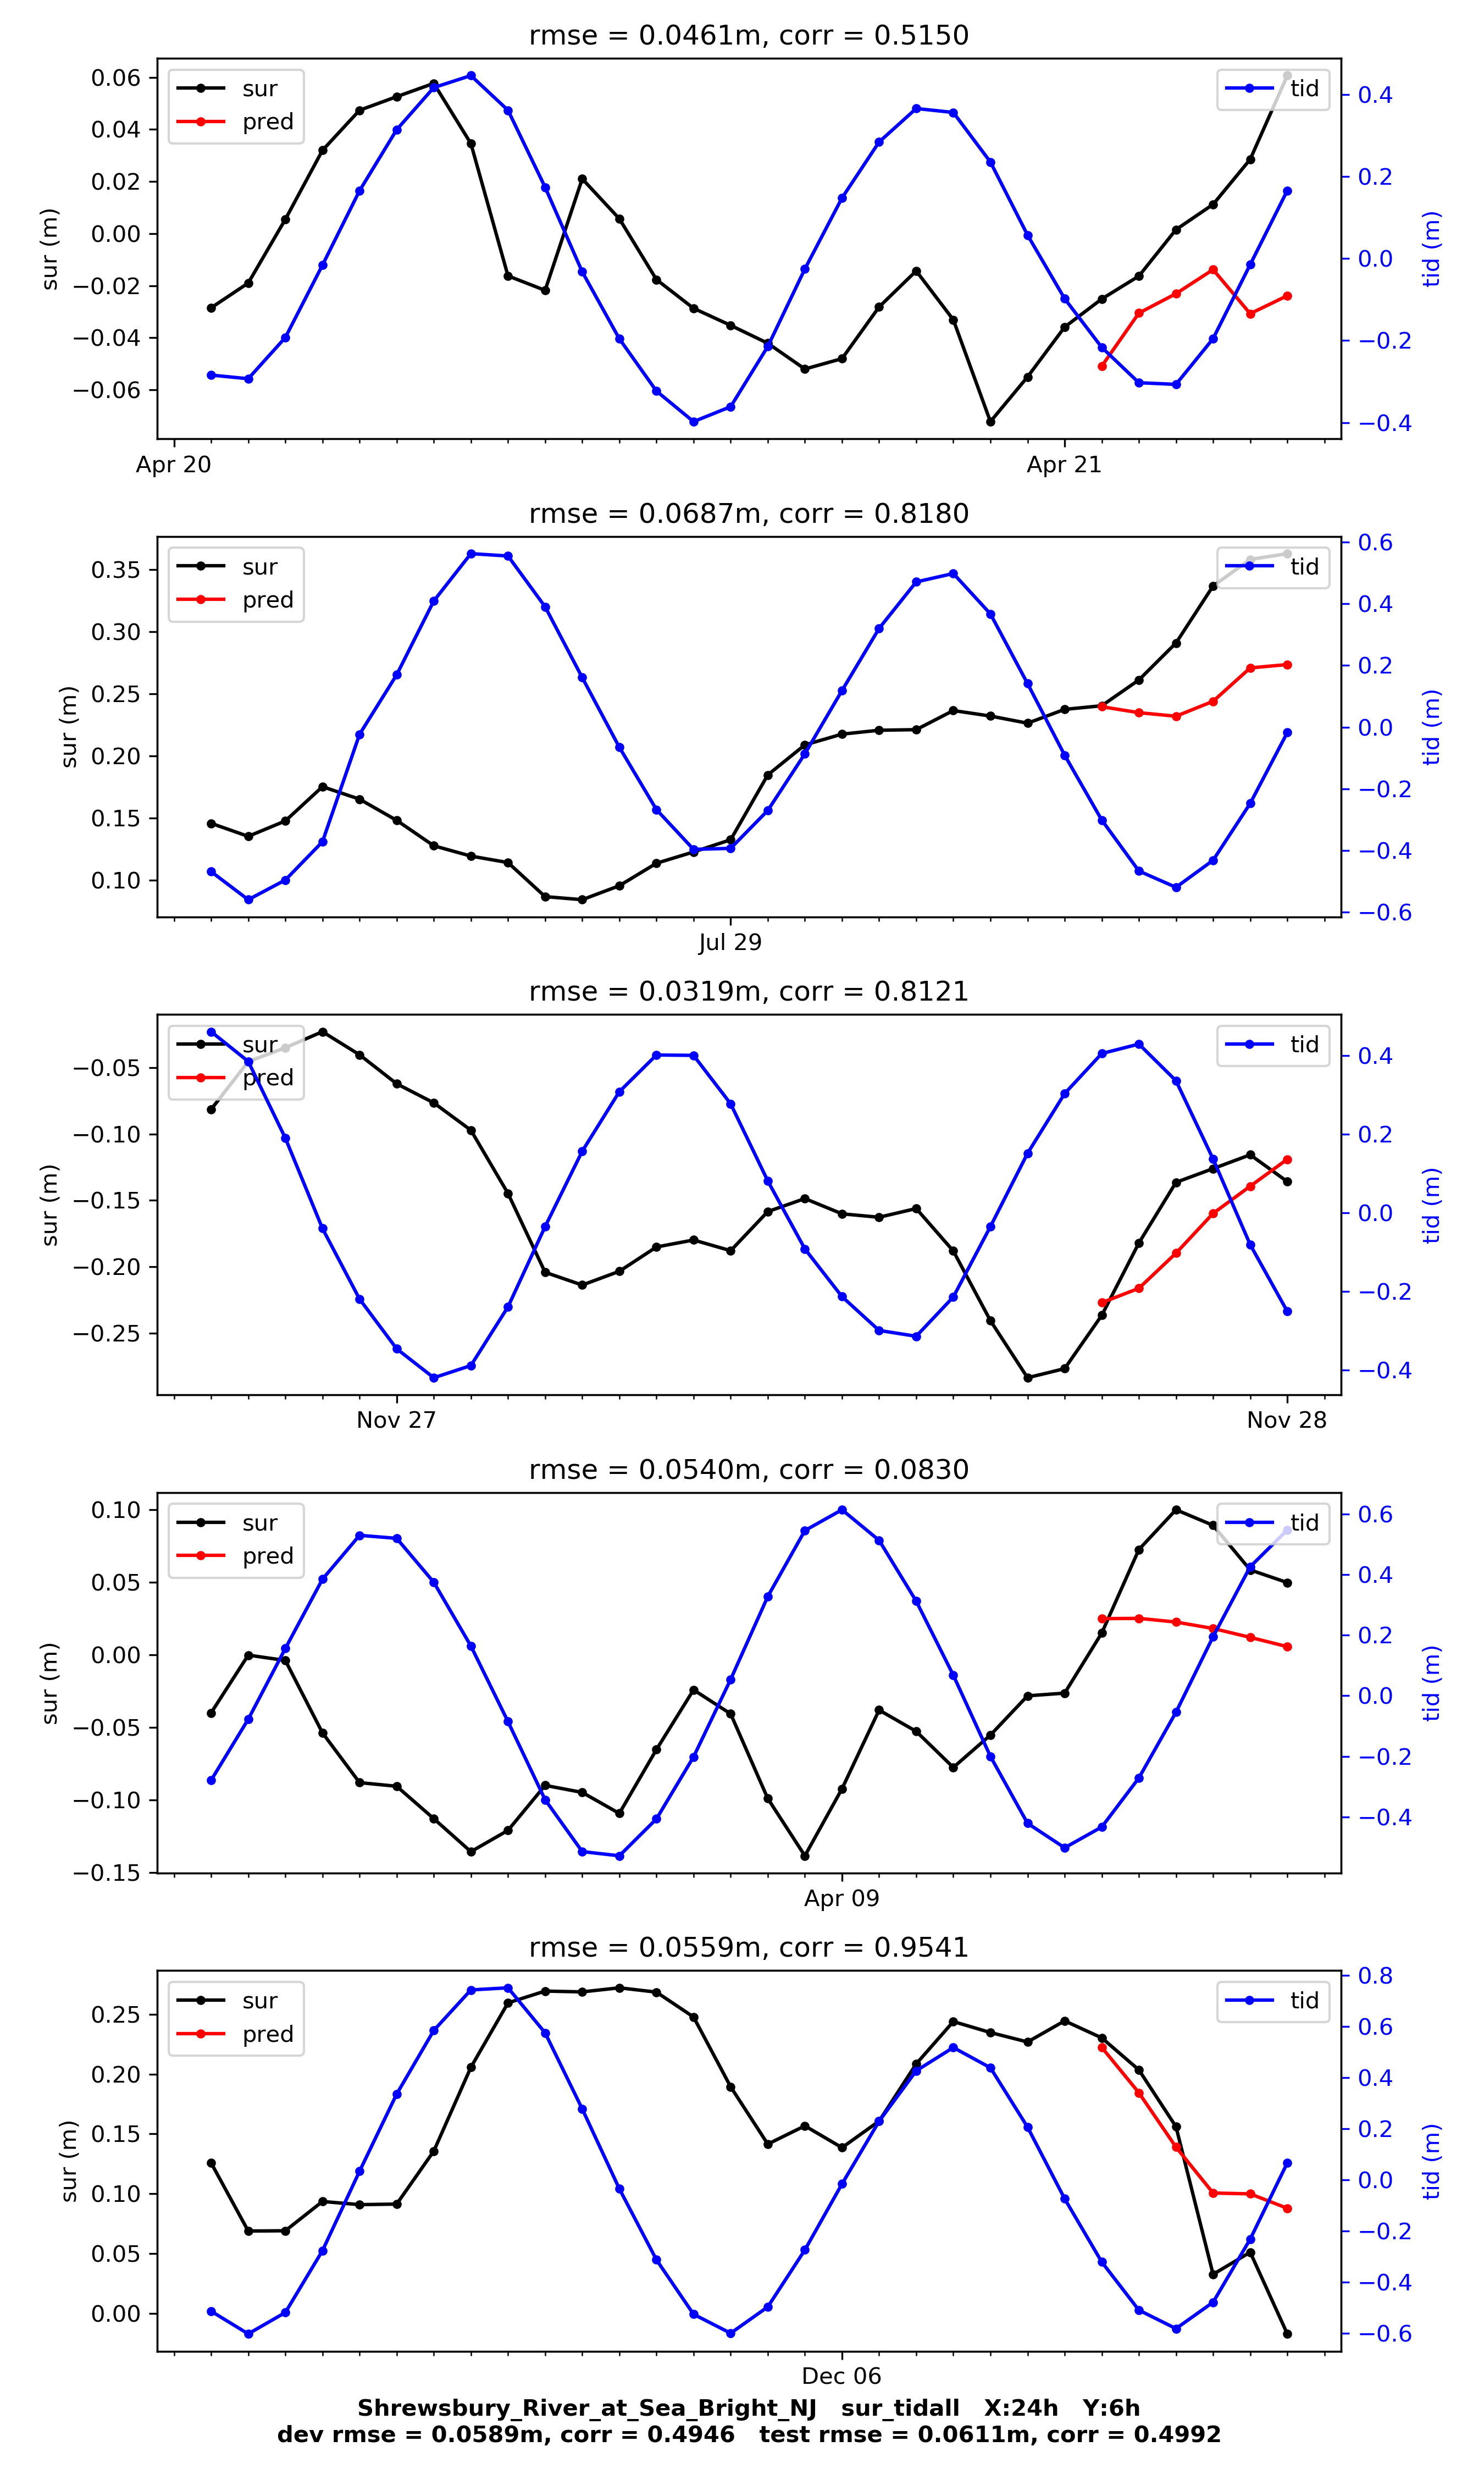 rmse = 0.0461m, corr = 0.5150
sur
pred
tid
0.06
0.04
0.02
0.00
−0.02
−0.04
−0.06
sur (m)
0.4
0.2
0.0
−0.2
−0.4
tid (m)
Apr 20
Apr 21
rmse = 0.0687m, corr = 0.8180
sur
pred
tid
0.35
0.30
0.25
0.20
0.15
0.10
sur (m)
0.6
0.4
0.2
0.0
−0.2
−0.4
−0.6
tid (m)
Jul 29
rmse = 0.0319m, corr = 0.8121
sur
pred
tid
−0.05
−0.10
−0.15
−0.20
−0.25
sur (m)
0.4
0.2
0.0
−0.2
−0.4
tid (m)
Nov 27
Nov 28
rmse = 0.0540m, corr = 0.0830
sur
pred
tid
0.10
0.05
0.00
−0.05
−0.10
−0.15
sur (m)
0.6
0.4
0.2
0.0
−0.2
−0.4
tid (m)
Apr 09
rmse = 0.0559m, corr = 0.9541
sur
pred
tid
0.25
0.20
0.15
0.10
0.05
0.00
sur (m)
0.8
0.6
0.4
0.2
0.0
−0.2
−0.4
−0.6
tid (m)
Dec 06
Shrewsbury_River_at_Sea_Bright_NJ   sur_tidall   X:24h   Y:6h
dev rmse = 0.0589m, corr = 0.4946   test rmse = 0.0611m, corr = 0.4992